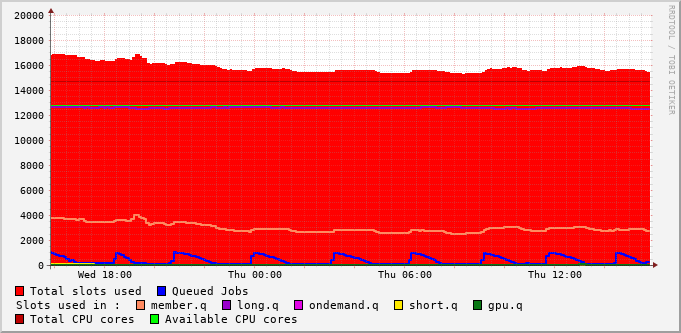 20000
18000
16000
14000
12000
10000
8000
6000
4000
2000
0
Wed 18:00 Thu 00:00 Thu 06:00 Thu 12:00
RRDTOOL / TOBI OETIKER
Total slots used Queued Jobs
Slots used in : member.q long.q ondemand.q short.q gpu.q
Total CPU cores Available CPU cores